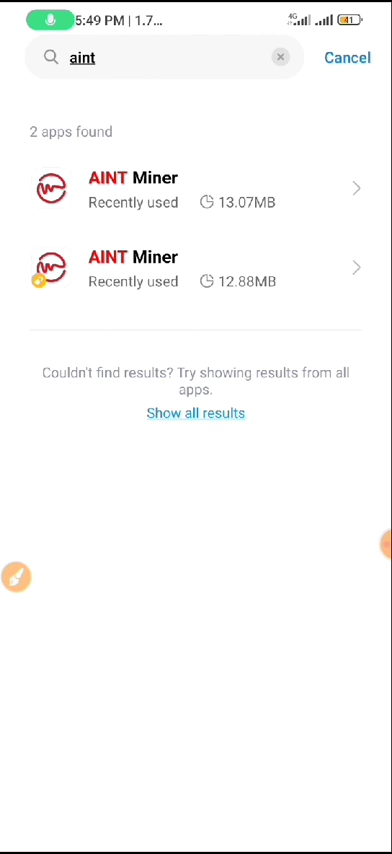 5:49 PM | 1.7...
4G
41
aint
Cancel
2 apps found
AINT Miner
Recently used 13.07MB
AINT Miner
Recently used 12.88MB
Couldn't find results? Try showing results from all
apps.
Show all results